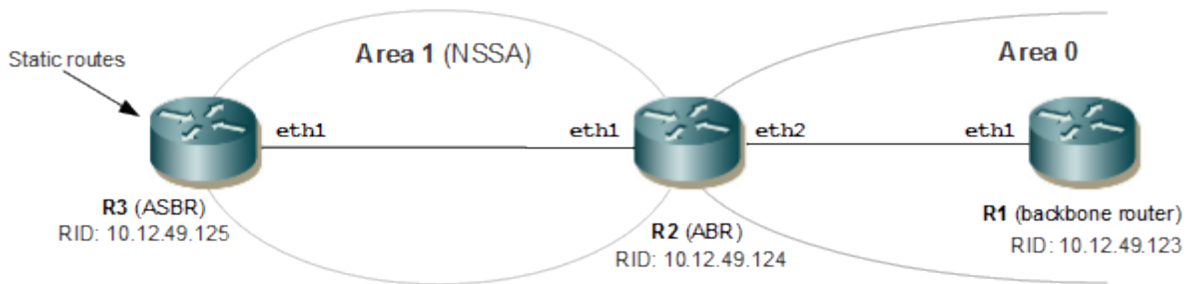 Static routes
Area 1 (NSSA)
Area 0
eth1
eth1
eth2
eth1
R3 (ASBR)
RID: 10.12.49.125
R2 (ABR)
RID: 10.12.49.124
R1 (backbone router)
RID: 10.12.49.123